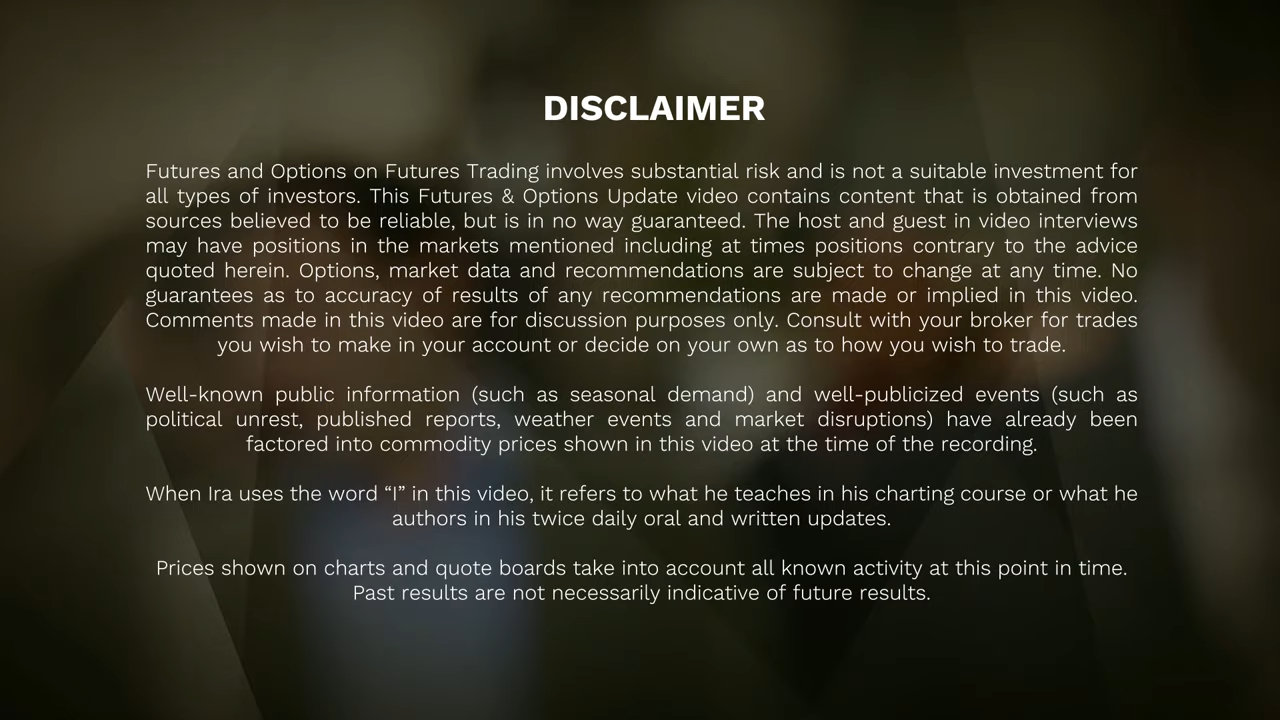 DISCLAIMER
Futures and Options on Futures Trading involves substantial risk and is not a suitable investment for
all types of investors. This Futures & Options Update video contains content that is obtained from
sources believed to be reliable, but is in no way guaranteed. The host and guest in video interviews
may have positions in the markets mentioned including at times positions contrary to the advice
quoted herein. Options, market data and recommendations are subject to change at any time. No
guarantees as to accuracy of results of any recommendations are made or implied in this video.
Comments made in this video are for discussion purposes only. Consult with your broker for trades
you wish to make in your account or decide on your own as to how you wish to trade.
Well-known public information (such as seasonal demand) and well-publicized events (such as
political unrest, published reports, weather events and market disruptions) have already been
factored into commodity prices shown in this video at the time of the recording.
When Ira uses the word “I” in this video, it refers to what he teaches in his charting course or what he
authors in his twice daily oral and written updates.
Prices shown on charts and quote boards take into account all known activity at this point in time.
Past results are not necessarily indicative of future results.